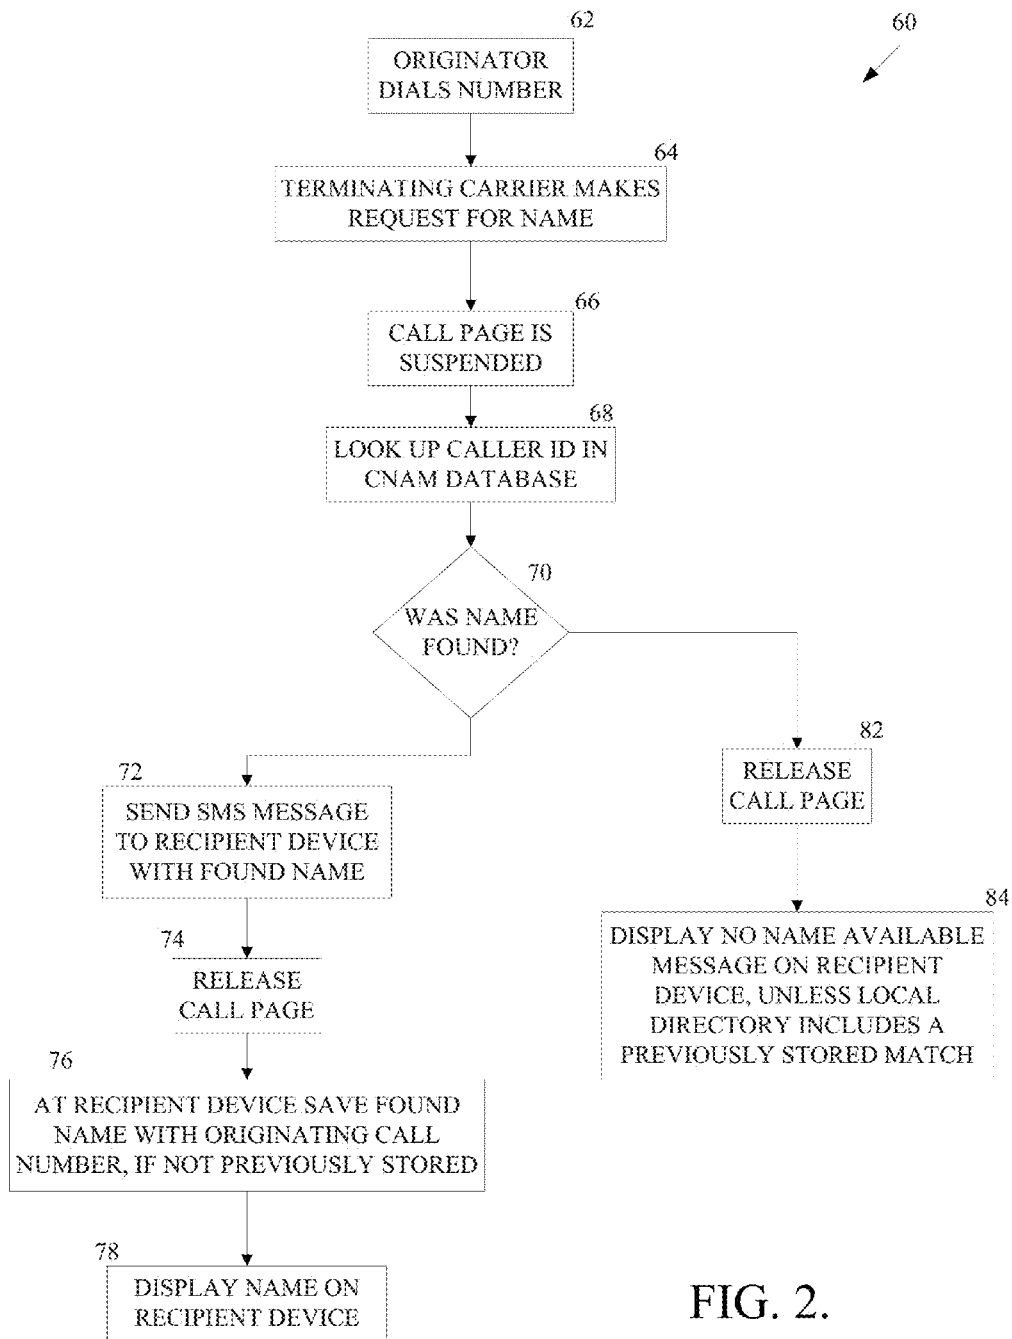 62
60
ORIGINATOR
DIALS NUMBER
64
TERMINATING CARRIER MAKES
REQUEST FOR NAME
66
CALL PAGE IS
SUSPENDED
68
LOOK UP CALLER ID IN
CNAM DATABASE
70
WAS NAME
FOUND?
72
SEND SMS MESSAGE
TO RECIPIENT DEVICE
WITH FOUND NAME
82
RELEASE
CALL PAGE
74
RELEASE
CALL PAGE
84
DISPLAY NO NAME AVAILABLE
MESSAGE ON RECIPIENT
DEVICE, UNLESS LOCAL
DIRECTORY INCLUDES A
PREVIOUSLY STORED MATCH
76
AT RECIPIENT DEVICE SAVE FOUND
NAME WITH ORIGINATING CALL
NUMBER, IF NOT PREVIOUSLY STORED
78
DISPLAY NAME ON
RECIPIENT DEVICE
FIG. 2.